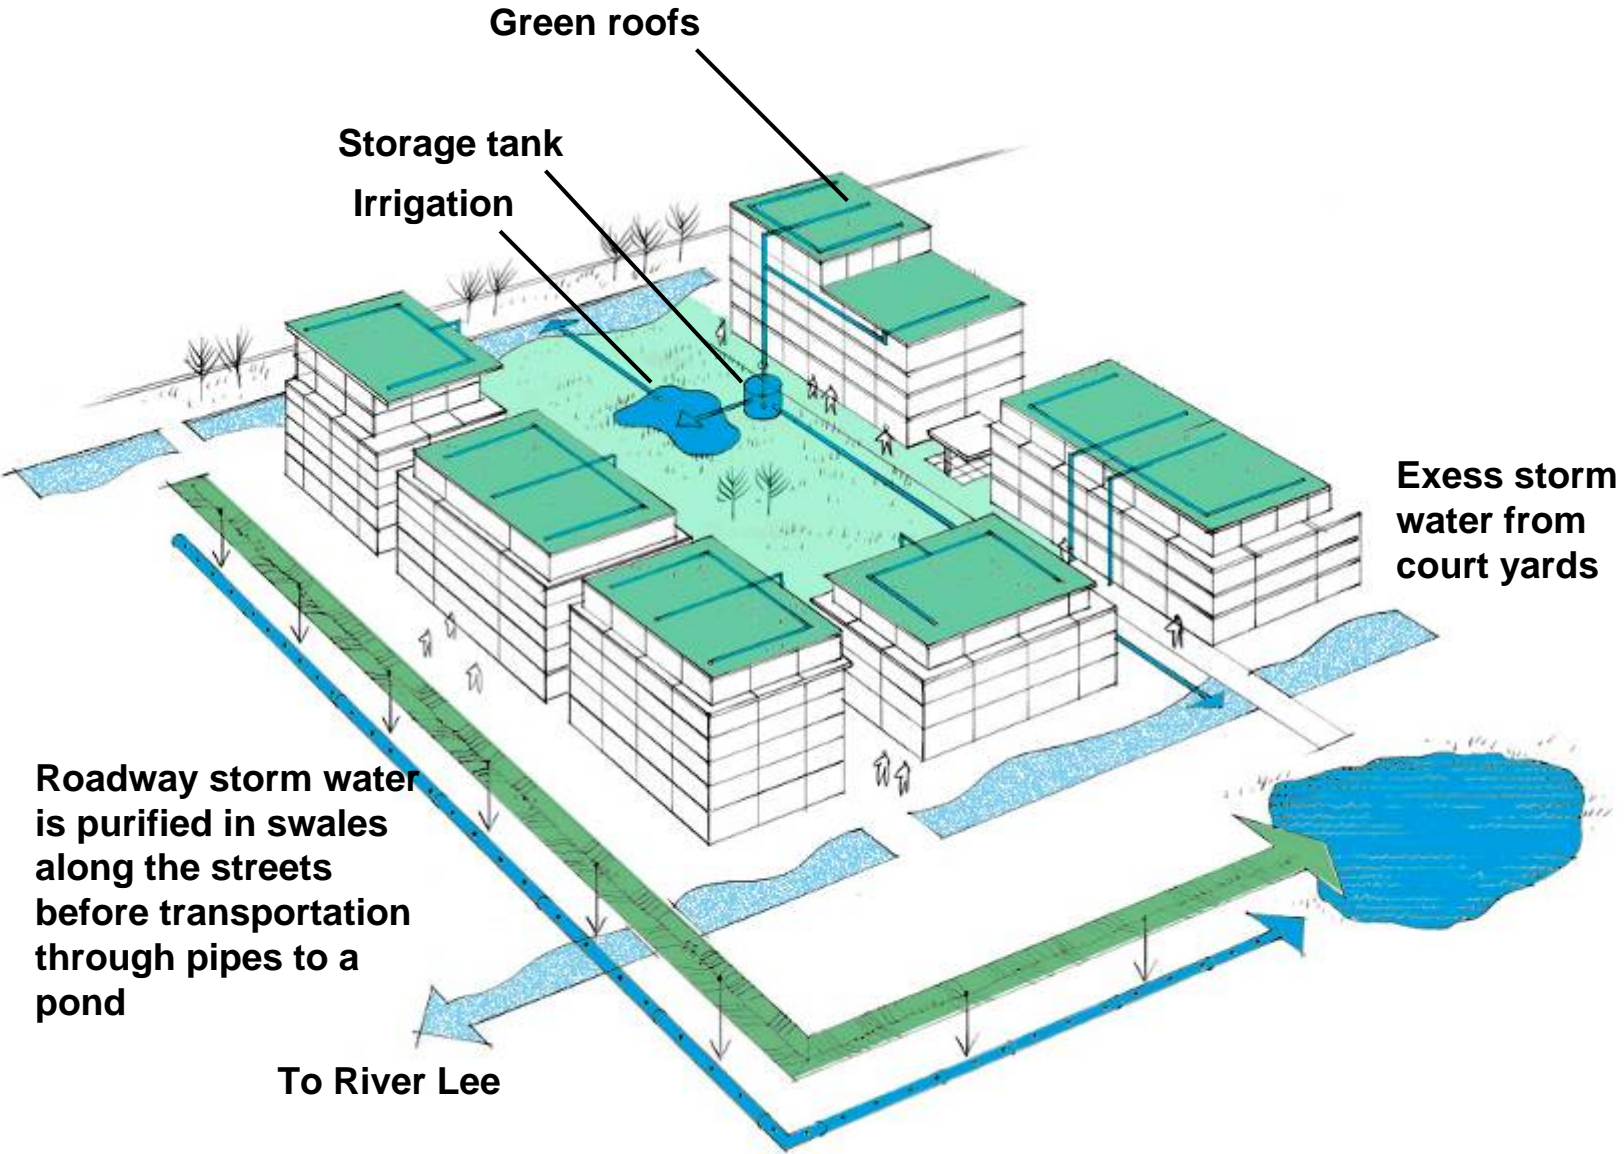 Green roofs
Storage tank
Irrigation
Exess storm
water from
court yards
Roadway storm water
is purified in swales
along the streets
before transportation
through pipes to a
pond
To River Lee